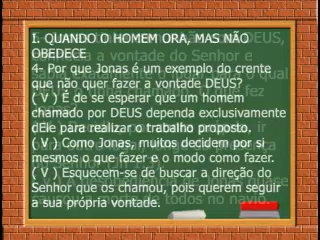 I. QUANDO O HOMEM ORA, MAS NÃO
OBEDECE
4- Por que Jonas é um exemplo do crente
que não quer fazer a vontade DEUS?
( V ) É de se esperar que um homem
chamado por DEUS dependa exclusivamente
dEle para realizar o trabalho proposto.
( V ) Como Jonas, muitos decidem por si
mesmos o que fazer e o modo como fazer.
( V ) Esquecem-se de buscar a direção do
Senhor que os chamou, pois querem seguir
a sua própria vontade.